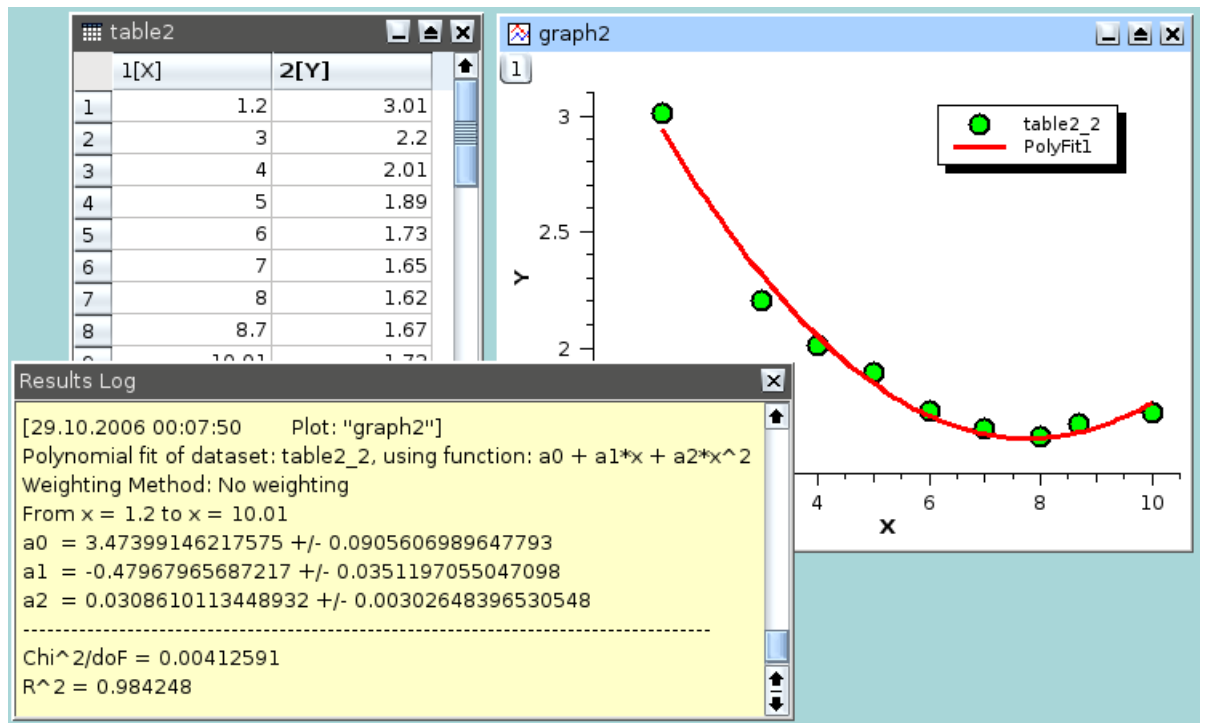 table2
1[X] 2[Y]
1 1.2 3.01
2 3 2.2
3 4 2.01
4 5 1.89
5 6 1.73
6 7 1.65
7 8 1.62
8 8.7 1.67
10.01 1.72
graph2
1
table2_2
PolyFit1
3
2.5
2
Y
4 6 8 10
X
Results Log
[29.10.2006 00:07:50 Plot: "graph2"]
Polynomial fit of dataset: table2_2, using function: a0 + a1*x + a2*x^2
Weighting Method: No weighting
From x = 1.2 to x = 10.01
a0 = 3.47399146217575 +/- 0.0905606989647793
a1 = -0.47967965687217 +/- 0.0351197055047098
a2 = 0.0308610113448932 +/- 0.00302648396530548
--------------------------------------------------------------------------------------
Chi^2/doF = 0.00412591
R^2 = 0.984248